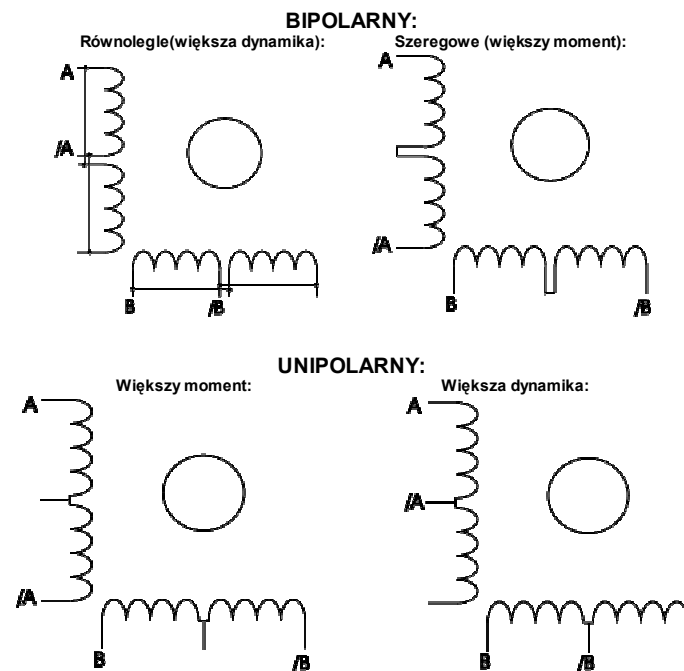 BIPOLARNY:
Równolegle(większa dynamika):
Szeregowe (większy moment):
A
/A
B
/B
A
/A
B
/B
UNIPOLARNY:
Większy moment:
Większa dynamika:
A
/A
B
/B
A
/A
B
/B